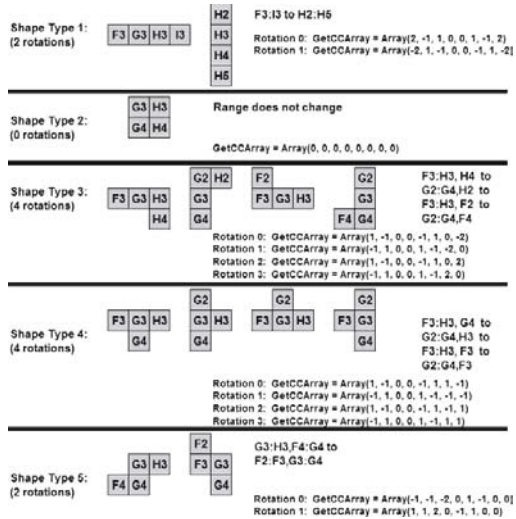 Shape Type 1:
(2 rotations)
F3 G3 H3 I3
H2
H3
H4
H5
F3:I3 to H2:H5
Rotation 0: GetCCArray = Array(2, -1, 1, 0, 0, 1, -1, 2)
Rotation 1: GetCCArray = Array(-2, 1, -1, 0, 0, -1, 1, -2)
Shape Type 2:
(0 rotations)
G3 H3
G4 H4
Range does not change
GetCCArray = Array(0, 0, 0, 0, 0, 0, 0, 0)
Shape Type 3:
(4 rotations)
F3 G3 H3
H4
G2 H2
G3
G4
F2
F3 G3 H3
G2
G3
F4 G4
F3:H3, H4 to
G2:G4,H2 to
F3:H3, F2 to
G2:G4,F4
Rotation 0: GetCCArray = Array(1, -1, 0, 0, -1, 1, 0, -2)
Rotation 1: GetCCArray = Array(-1, 1, 0, 0, 1, -1, -2, 0)
Rotation 2: GetCCArray = Array(1, -1, 0, 0, -1, 1, 0, 2)
Rotation 3: GetCCArray = Array(-1, 1, 0, 0, 1, -1, 2, 0)
Shape Type 4:
(4 rotations)
F3 G3 H3
G4
G2
G3 H3
G4
G2
F3 G3 H3
G2
F3 G3
G4
F3:H3, G4 to
G2:G4,H3 to
F3:H3, F3 to
G2:G4,F3
Rotation 0: GetCCArray = Array(1, -1, 0, 0, -1, 1, 1, -1)
Rotation 1: GetCCArray = Array(-1, 1, 0, 0, 1, -1, -1, -1)
Rotation 2: GetCCArray = Array(1, -1, 0, 0, -1, 1, -1, 1)
Rotation 3: GetCCArray = Array(-1, 1, 0, 0, 1, -1, 1, 1)
Shape Type 5:
(2 rotations)
G3 H3
F4 G4
F2
F3 G3
G4
G3:H3,F4:G4 to
F2:F3,G3:G4
Rotation 0: GetCCArray = Array(-1, -1, -2, 0, 1, -1, 0, 0)
Rotation 1: GetCCArray = Array(1, 1, 2, 0, -1, 1, 0, 0)